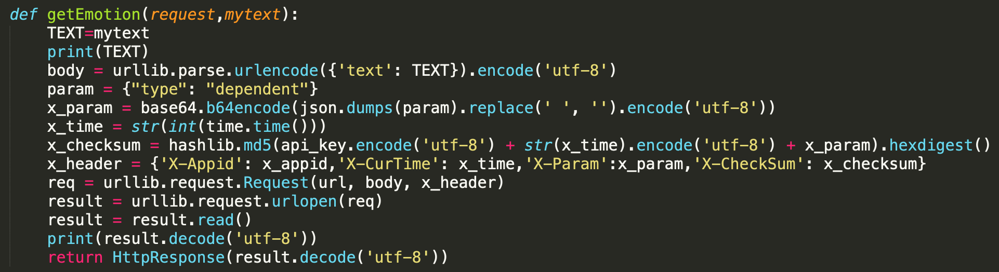 def getEmotion(request,mytext):
    TEXT=mytext
    print(TEXT)
    body = urllib.parse.urlencode({'text': TEXT}).encode('utf-8')
    param = {"type": "dependent"}
    x_param = base64.b64encode(json.dumps(param).replace(' ', '').encode('utf-8'))
    x_time = str(int(time.time()))
    x_checksum = hashlib.md5(api_key.encode('utf-8') + str(x_time).encode('utf-8') + x_param).hexdigest()
    x_header = {'X-Appid': x_appid,'X-CurTime': x_time,'X-Param':x_param,'X-CheckSum': x_checksum}
    req = urllib.request.Request(url, body, x_header)
    result = urllib.request.urlopen(req)
    result = result.read()
    print(result.decode('utf-8'))
    return HttpResponse(result.decode('utf-8'))